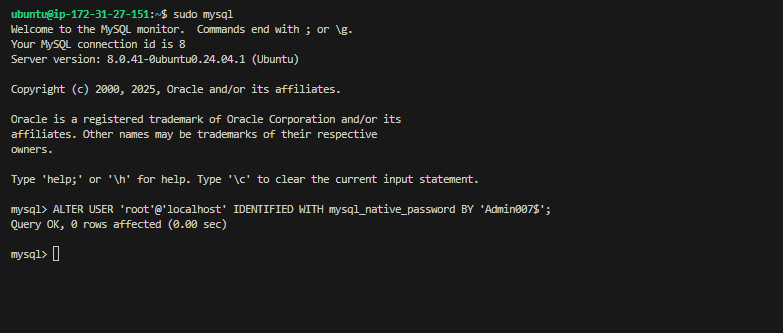 ubuntu@ip-172-31-27-151:~$ sudo mysql
Welcome to the MySQL monitor.  Commands end with ; or \g.
Your MySQL connection id is 8
Server version: 8.0.41-0ubuntu0.24.04.1 (Ubuntu)
Copyright (c) 2000, 2025, Oracle and/or its affiliates.
Oracle is a registered trademark of Oracle Corporation and/or its
affiliates. Other names may be trademarks of their respective
owners.
Type 'help;' or '\h' for help. Type '\c' to clear the current input statement.
mysql> ALTER USER 'root'@'localhost' IDENTIFIED WITH mysql_native_password BY 'Admin007$';
Query OK, 0 rows affected (0.00 sec)
mysql>